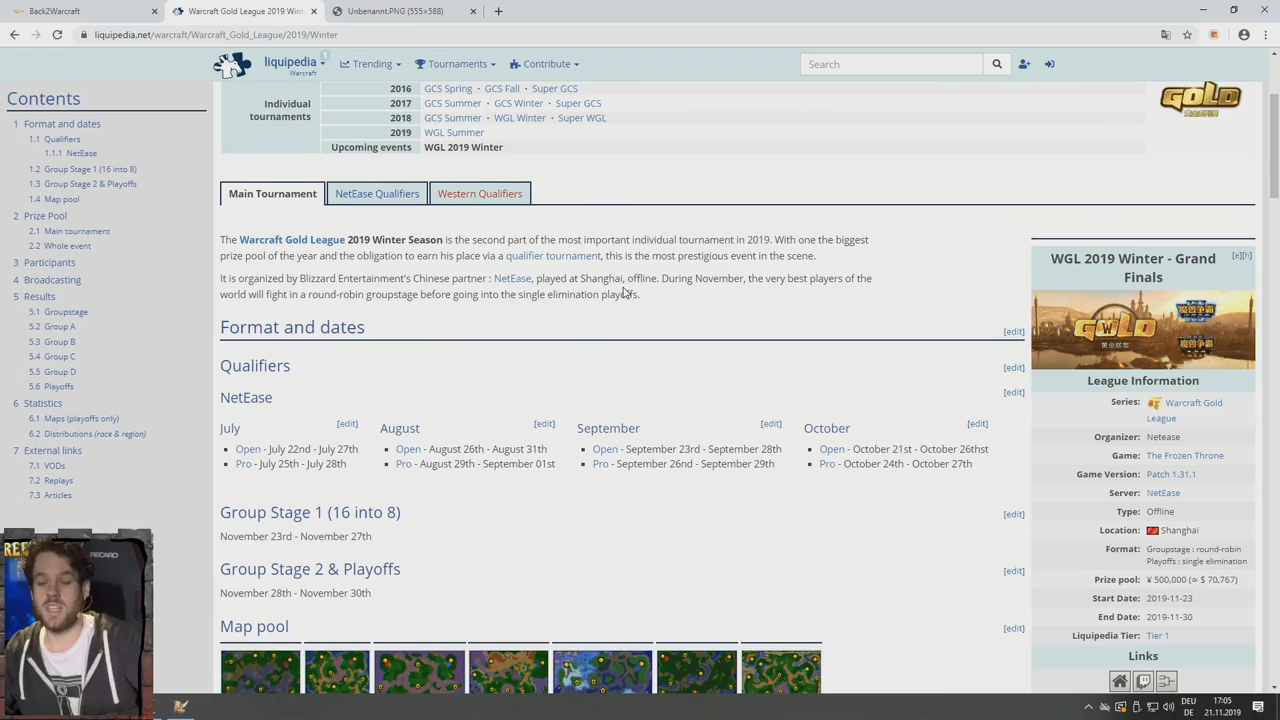 Back2Warcraft
Warcraft Gold League 2019 Wint
Unbenannt.PNG (555×588)
liquipedia.net/warcraft/Warcraft_Gold_League/2019/Winter
liquipedia
Warcraft
1
Trending
Tournaments
Contribute
Search
Contents
1 Format and dates
1.1 Qualifiers
1.1.1 NetEase
1.2 Group Stage 1 (16 into 8)
1.3 Group Stage 2 & Playoffs
1.4 Map pool
2 Prize Pool
2.1 Main tournament
2.2 Whole event
3 Participants
4 Broadcasting
5 Results
5.1 Groupstage
5.2 Group A
5.3 Group B
5.4 Group C
5.5 Group D
5.6 Playoffs
6 Statistics
6.1 Maps (playoffs only)
6.2 Distributions (race & region)
7 External links
7.1 VODs
7.2 Replays
7.3 Articles
Individual tournaments
2016 GCS Spring · GCS Fall · Super GCS
2017 GCS Summer · GCS Winter · Super GCS
2018 GCS Summer · WGL Winter · Super WGL
2019 WGL Summer
Upcoming events WGL 2019 Winter
GOLD
Main Tournament
NetEase Qualifiers
Western Qualifiers
The Warcraft Gold League 2019 Winter Season is the second part of the most important individual tournament in 2019. With one the biggest
prize pool of the year and the obligation to earn his place via a qualifier tournament, this is the most prestigious event in the scene.
It is organized by Blizzard Entertainment's Chinese partner : NetEase, played at Shanghai, offline. During November, the very best players of the
world will fight in a round-robin groupstage before going into the single elimination playoffs.
Format and dates [edit]
Qualifiers [edit]
NetEase [edit]
July [edit]
Open - July 22nd - July 27th
Pro - July 25th - July 28th
August [edit]
Open - August 26th - August 31th
Pro - August 29th - September 01st
September [edit]
Open - September 23rd - September 28th
Pro - September 26nd - September 29th
October [edit]
Open - October 21st - October 26thst
Pro - October 24th - October 27th
Group Stage 1 (16 into 8) [edit]
November 23rd - November 27th
Group Stage 2 & Playoffs [edit]
November 28th - November 30th
Map pool [edit]
WGL 2019 Winter - Grand [e][h]
Finals
GOLD
黄金联赛
魔兽争霸
魔兽争霸
League Information
Series: Warcraft Gold
League
Organizer: Netease
Game: The Frozen Throne
Game Version: Patch 1.31.1
Server: NetEase
Type: Offline
Location: Shanghai
Format: Groupstage : round-robin
Playoffs : single elimination
Prize pool: ¥ 500,000 (≃ $ 70,767)
Start Date: 2019-11-23
End Date: 2019-11-30
Liquipedia Tier: Tier 1
Links
RECARO
DEU
DE
17:05
21.11.2019